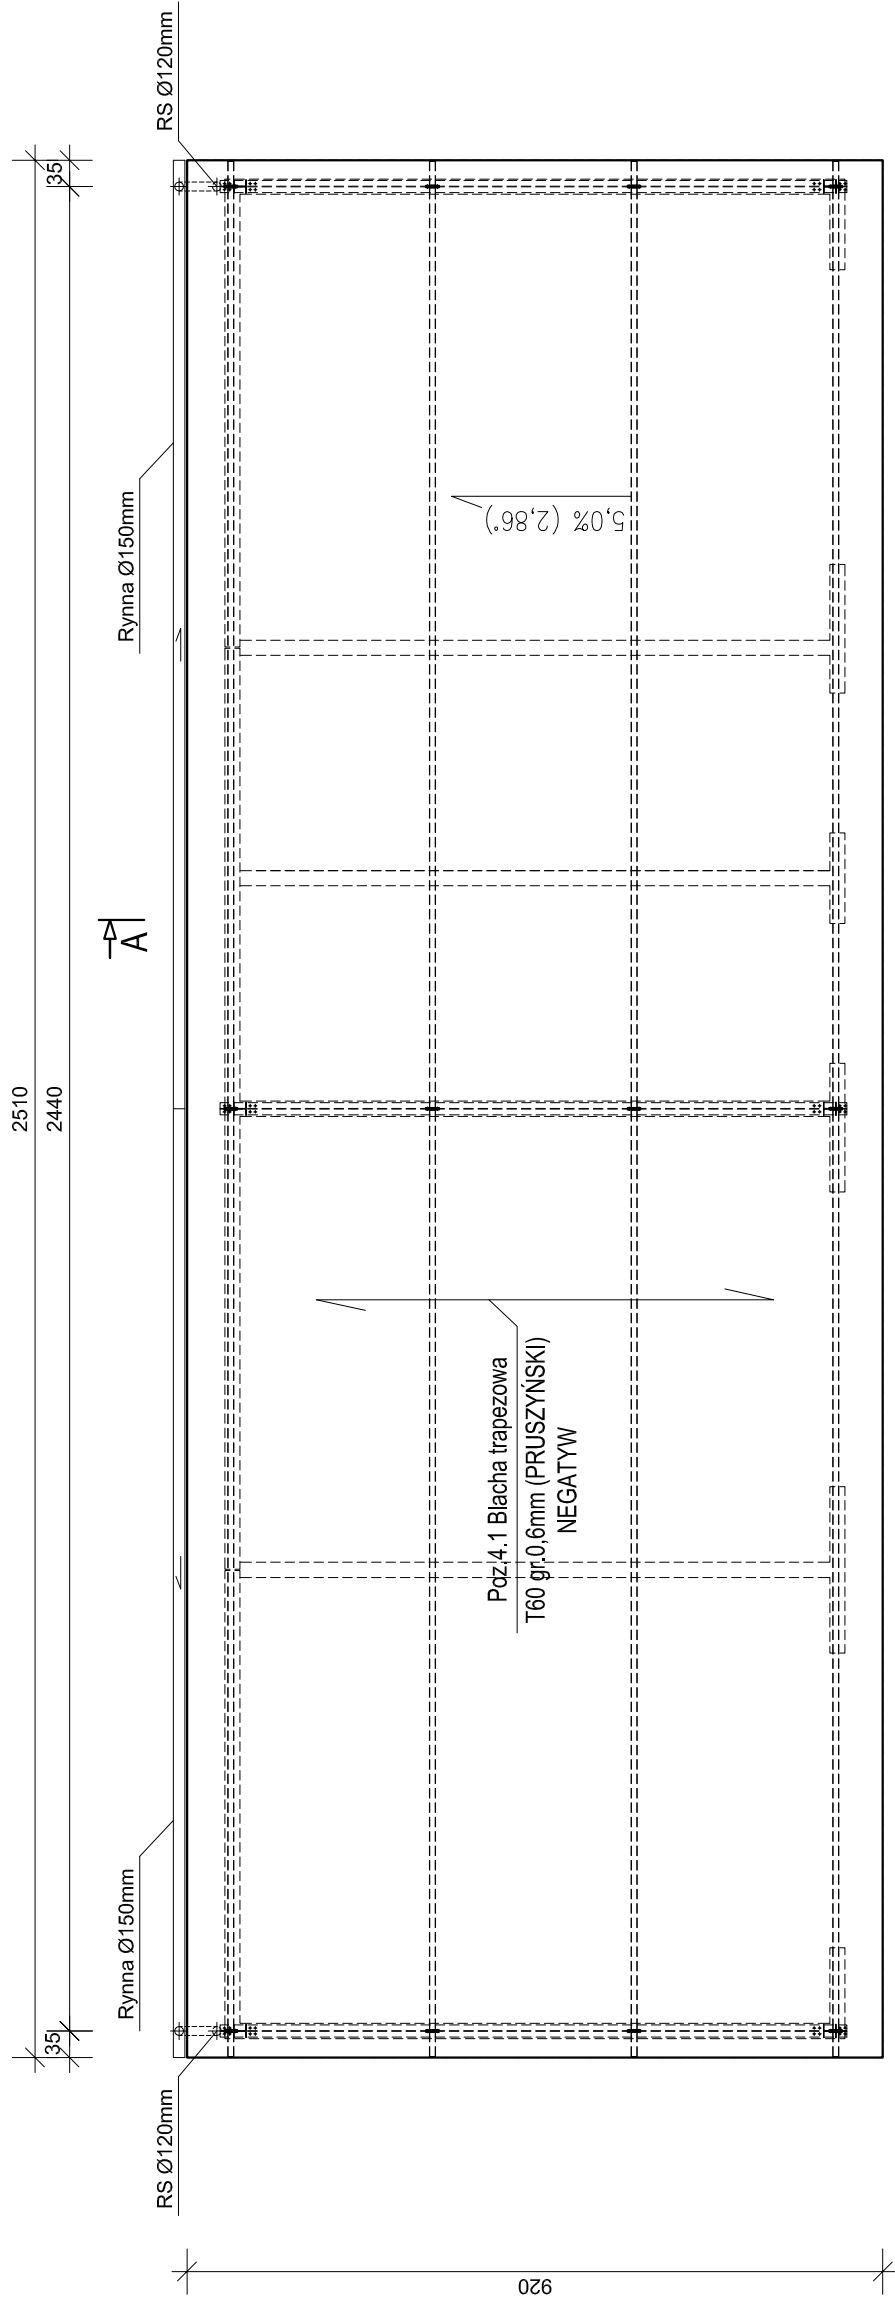 2510
35
2440
35
RS Ø120mm
Rynna Ø150mm
Rynna Ø150mm
RS Ø120mm
A
5,0% (2,86°)
Poz.4.1 Blacha trapezowa
T60 gr.0,6mm (PRUSZYŃSKI)
NEGATYW
920